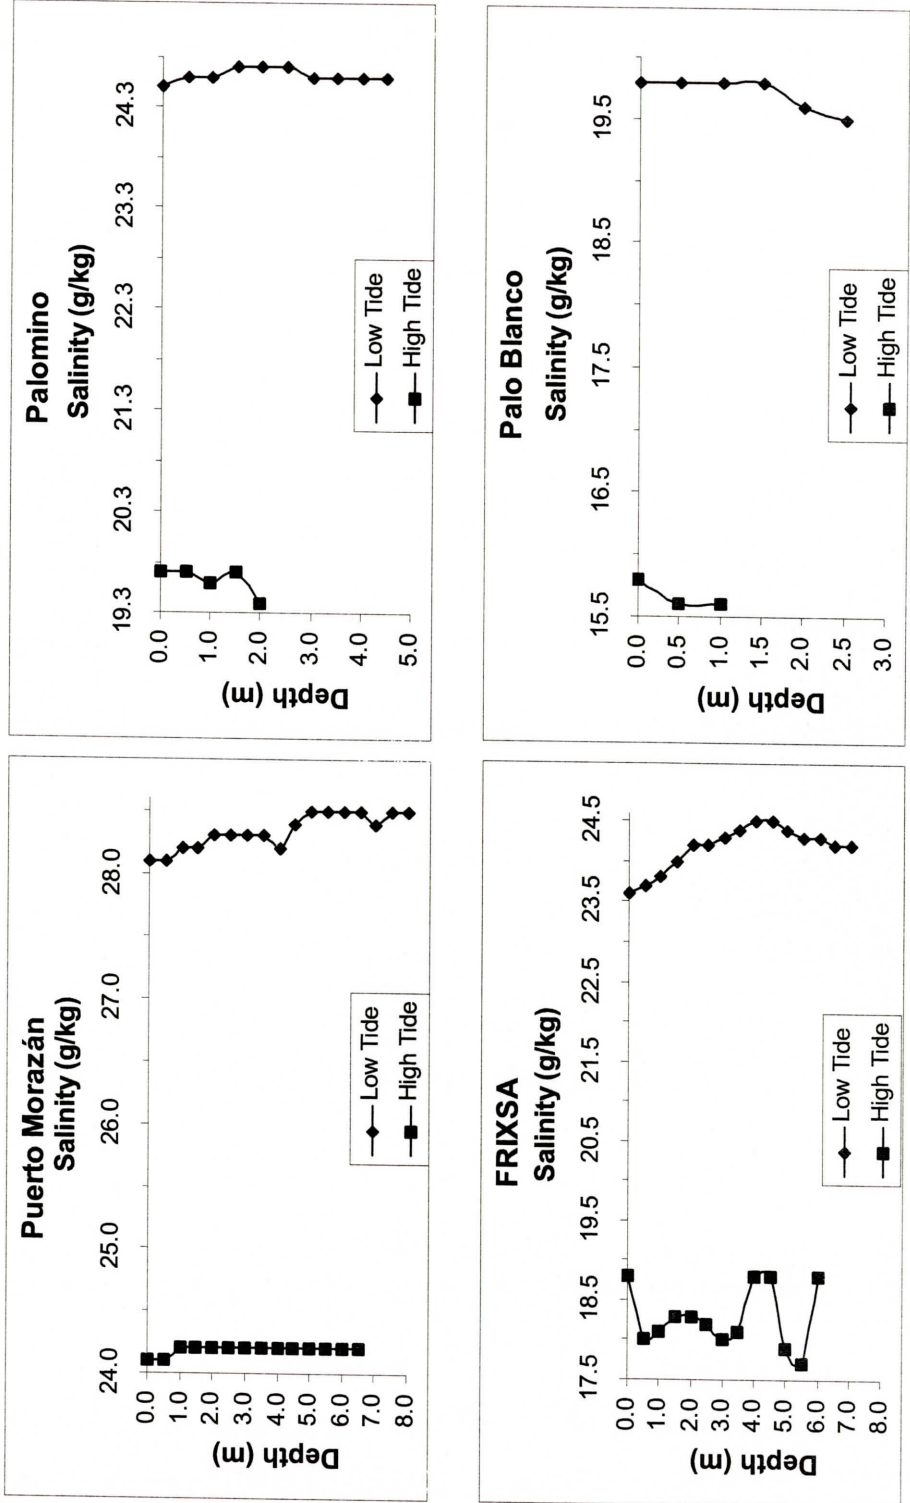 Puerto Morazán
Salinity (g/kg)
24.0 25.0 26.0 27.0 28.0
0.0
1.0
2.0
3.0
4.0
5.0
6.0
7.0
8.0
Depth (m)
Low Tide
High Tide
Palomino
Salinity (g/kg)
19.3 20.3 21.3 22.3 23.3 24.3
0.0
1.0
2.0
3.0
4.0
5.0
Depth (m)
Low Tide
High Tide
FRIXSA
Salinity (g/kg)
17.5 18.5 19.5 20.5 21.5 22.5 23.5 24.5
0.0
1.0
2.0
3.0
4.0
5.0
6.0
7.0
8.0
Depth (m)
Low Tide
High Tide
Palo Blanco
Salinity (g/kg)
15.5 16.5 17.5 18.5 19.5
0.0
0.5
1.0
1.5
2.0
2.5
3.0
Depth (m)
Low Tide
High Tide